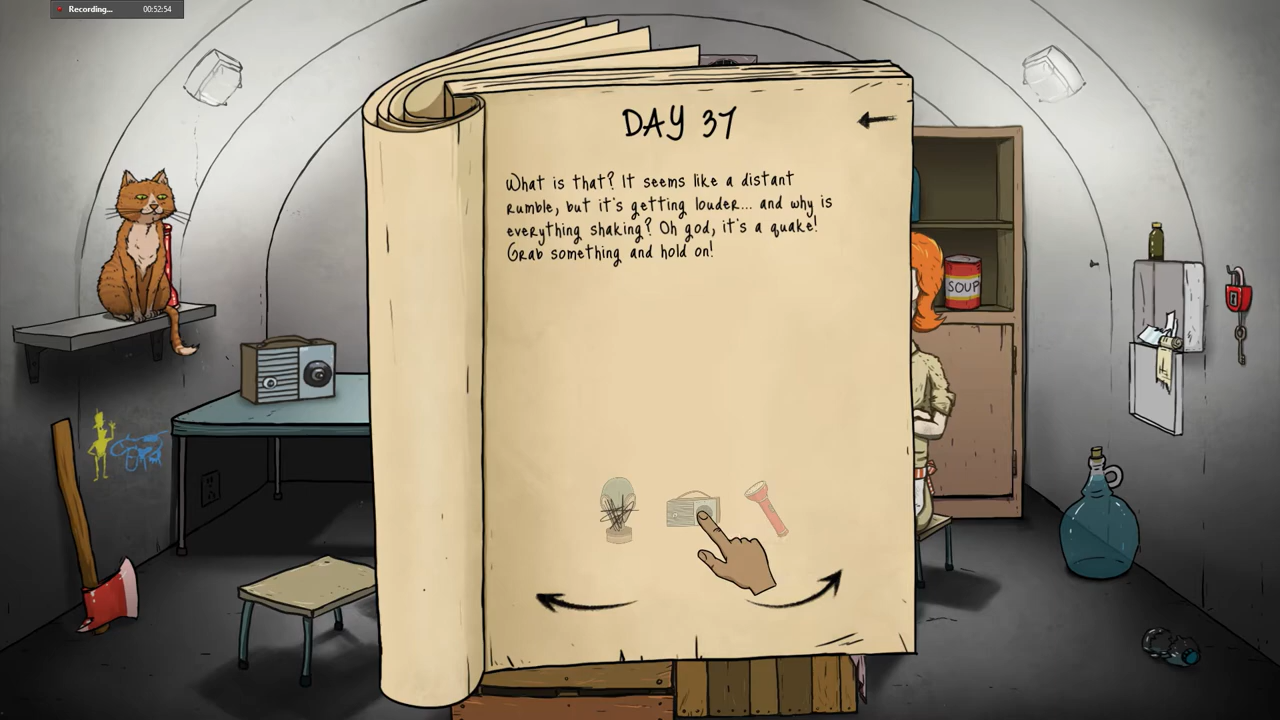 Recording...
00:52:54
DAY 37
What is that? It seems like a distant
rumble, but it's getting louder... and why is
everything shaking? Oh god, it's a quake!
Grab something and hold on!
SOUP